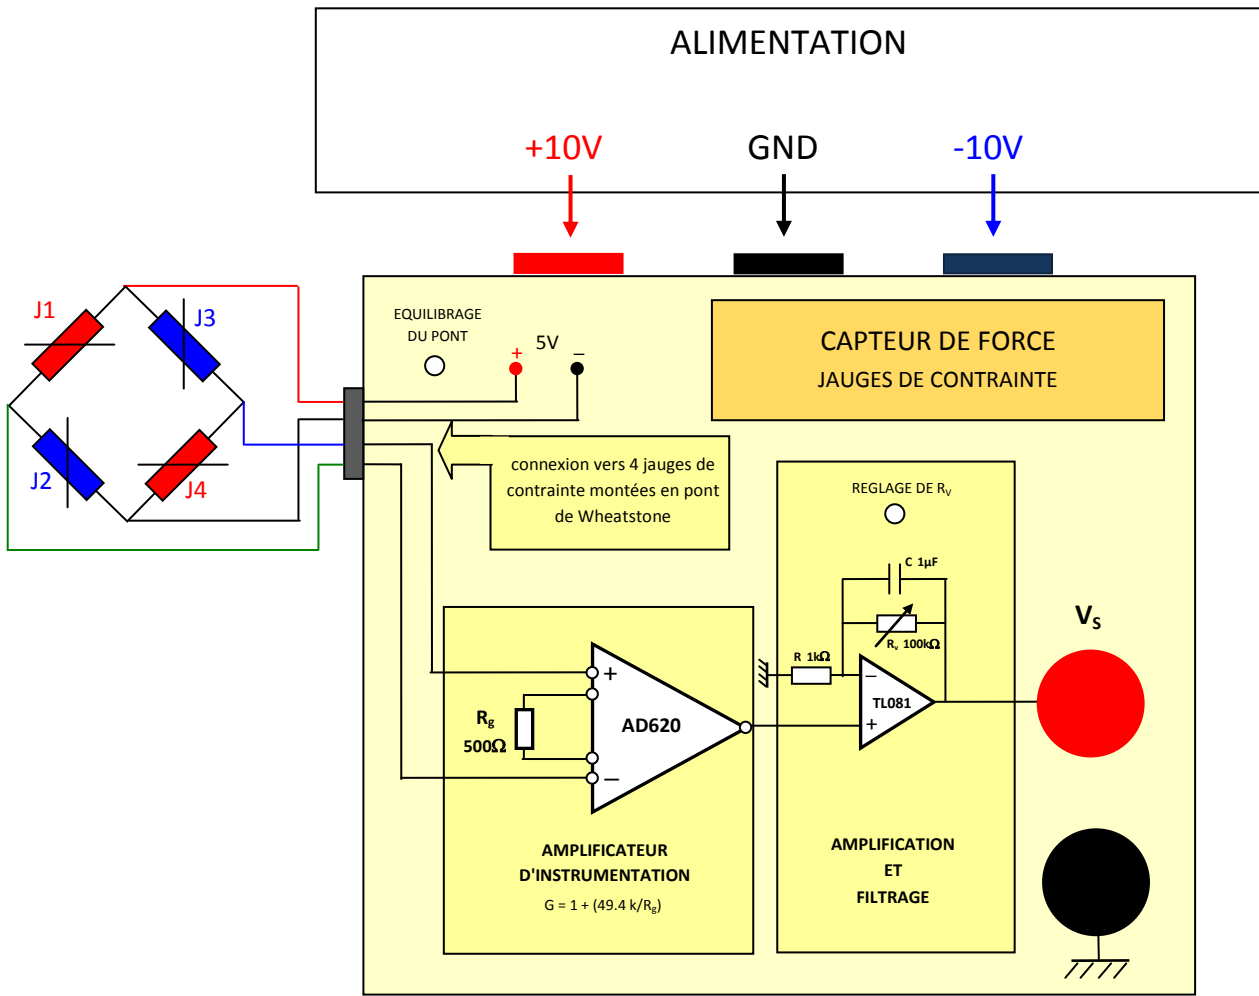 ALIMENTATION
+10V
GND
-10V
J1
J3
J2
J4
EQUILIBRAGE
DU PONT
+
5V
–
CAPTEUR DE FORCE
JAUGES DE CONTRAINTE
connexion vers 4 jauges de
contrainte montées en pont
de Wheatstone
REGLAGE DE RV
C 1µF
Rv 100kΩ
R 1kΩ
–
TL081
+
VS
+
Rg
500Ω
AD620
–
AMPLIFICATEUR
D'INSTRUMENTATION
G = 1 + (49.4 k/Rg)
AMPLIFICATION
ET
FILTRAGE